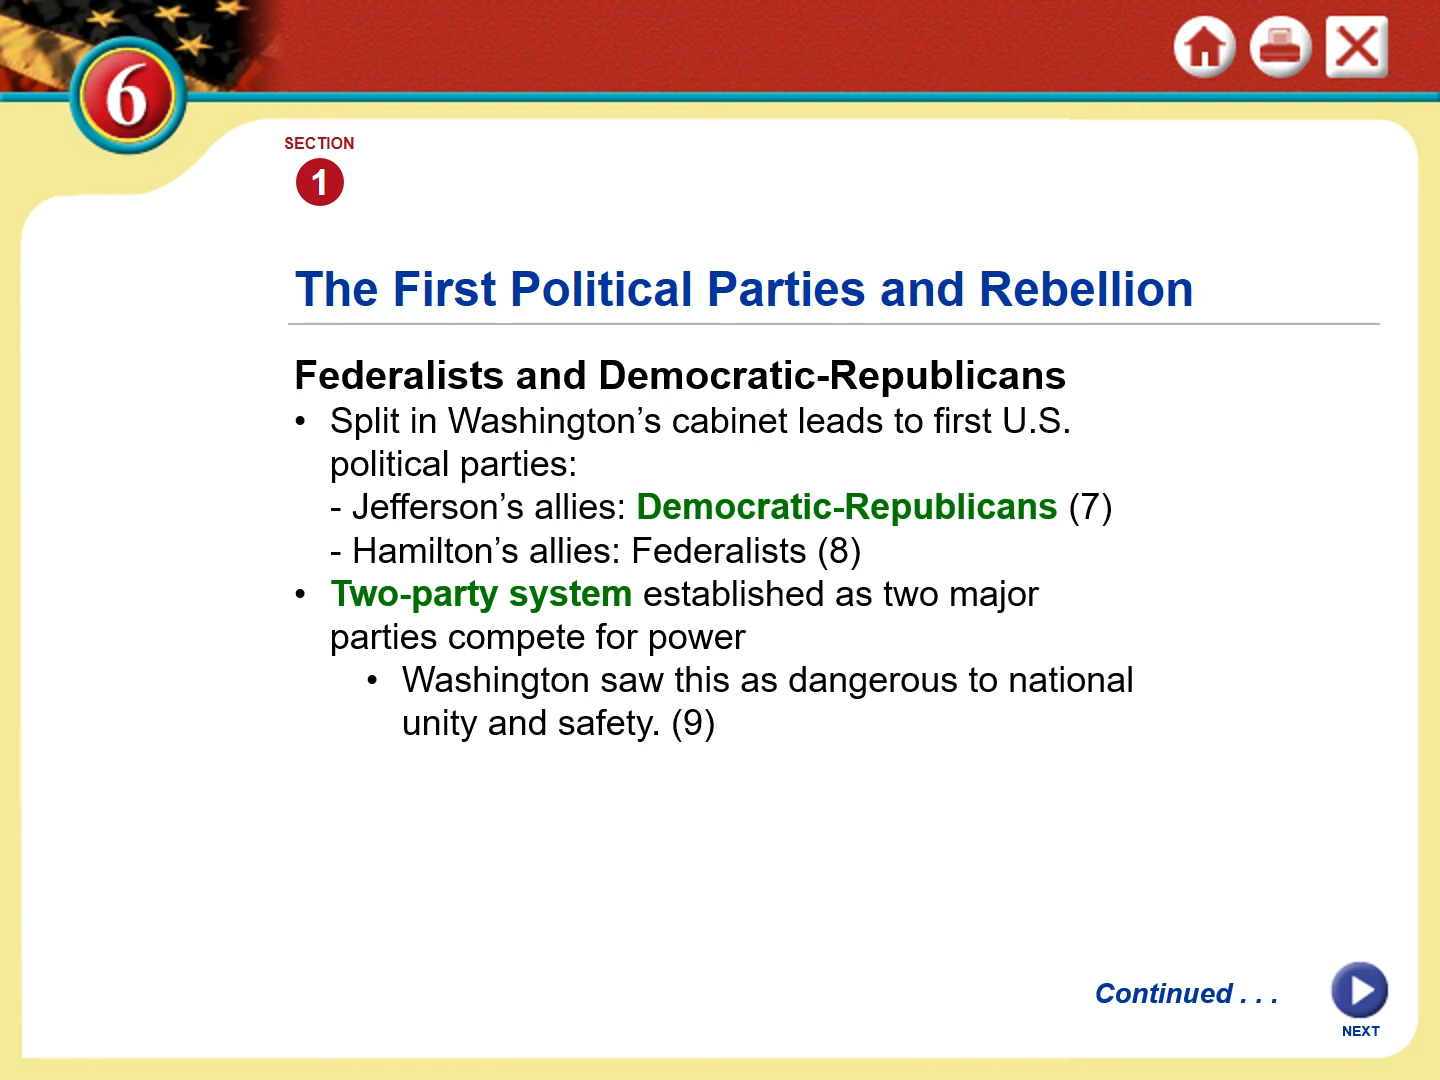 6
SECTION
1
The First Political Parties and Rebellion
Federalists and Democratic-Republicans
• Split in Washington’s cabinet leads to first U.S.
political parties:
- Jefferson’s allies: Democratic-Republicans (7)
- Hamilton’s allies: Federalists (8)
• Two-party system established as two major
parties compete for power
• Washington saw this as dangerous to national
unity and safety. (9)
Continued . . .
NEXT